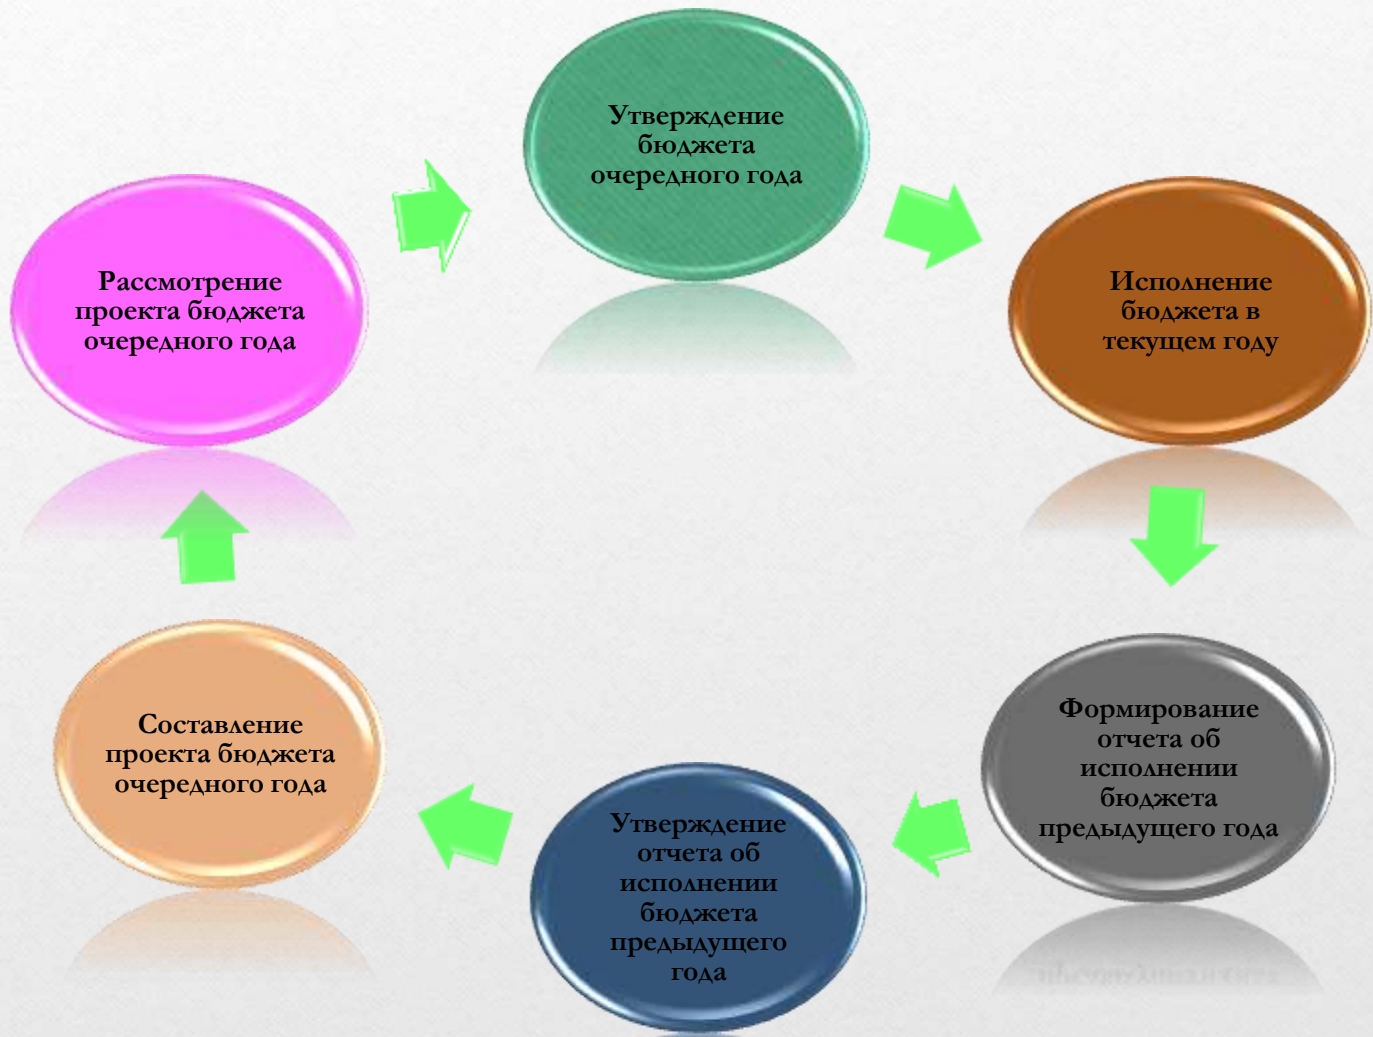 Утверждение
бюджета
очередного года
Рассмотрение
проекта бюджета
очередного года
Исполнение
бюджета в
текущем году
Составление
проекта бюджета
очередного года
Формирование
отчета об
исполнении
бюджета
предыдущего года
Утверждение
отчета об
исполнении
бюджета
предыдущего
года